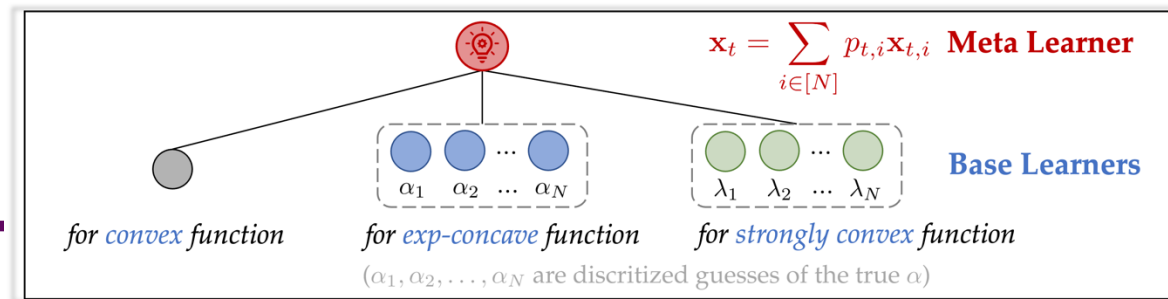 x_t = ∑_{i∈[N]} p_{t,i} x_{t,i} Meta Learner
α_1 α_2 ... α_N
λ_1 λ_2 ... λ_N
Base Learners
for convex function
for exp-concave function
for strongly convex function
(α_1, α_2, . . . , α_N are discritized guesses of the true α)